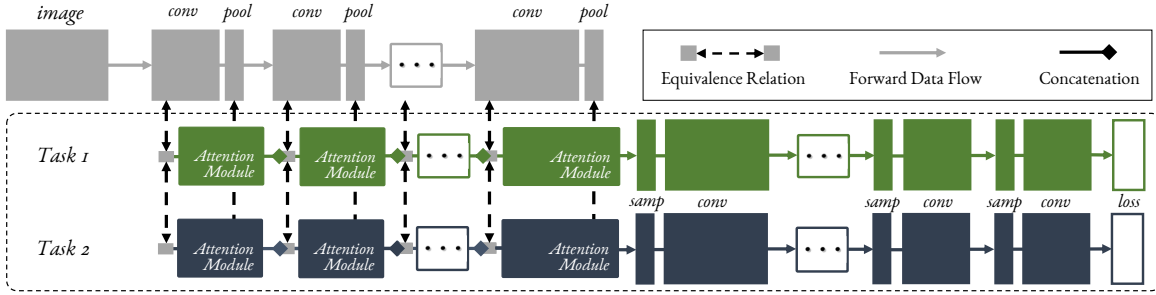 image
conv
pool
conv
pool
conv
pool
• • •
Equivalence Relation
Forward Data Flow
Concatenation
Task 1
Attention
Module
Attention
Module
• • •
Attention
Module
• • •
samp
conv
samp
conv
samp
conv
loss
Task 2
Attention
Module
Attention
Module
• • •
Attention
Module
• • •